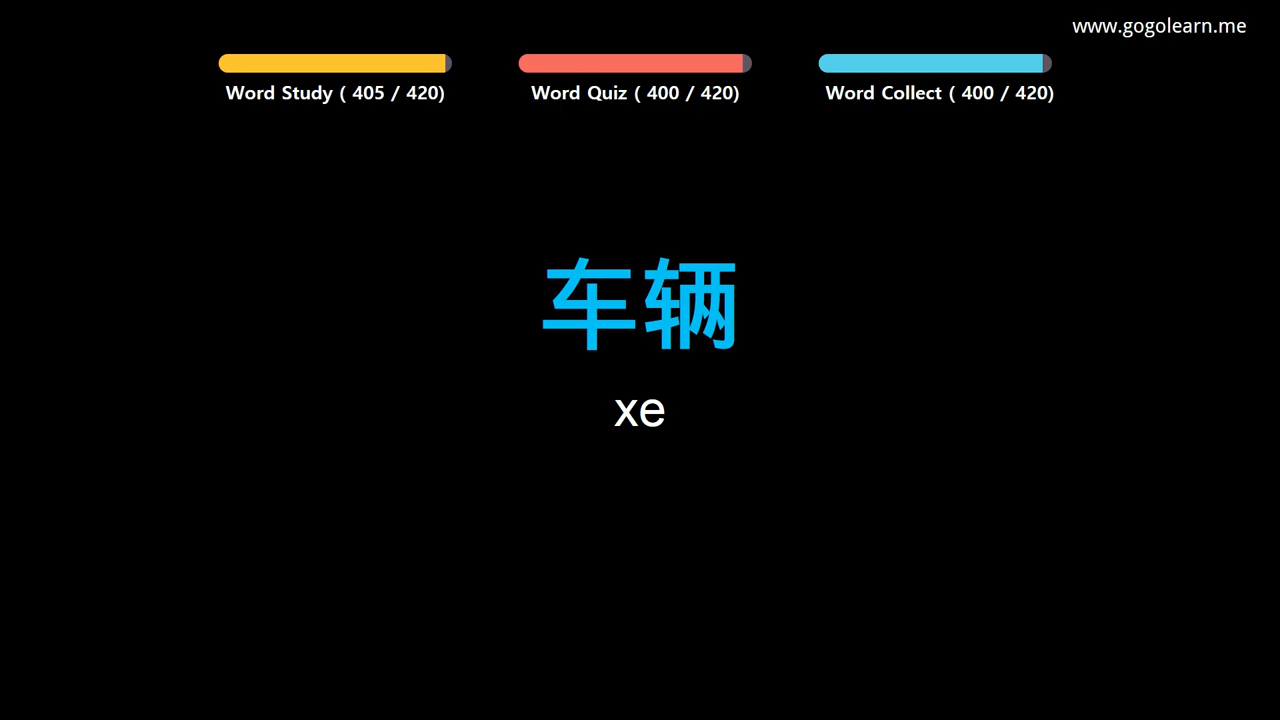 www.gogolearn.me
Word Study ( 405 / 420)
Word Quiz ( 400 / 420)
Word Collect ( 400 / 420)
车辆
xe